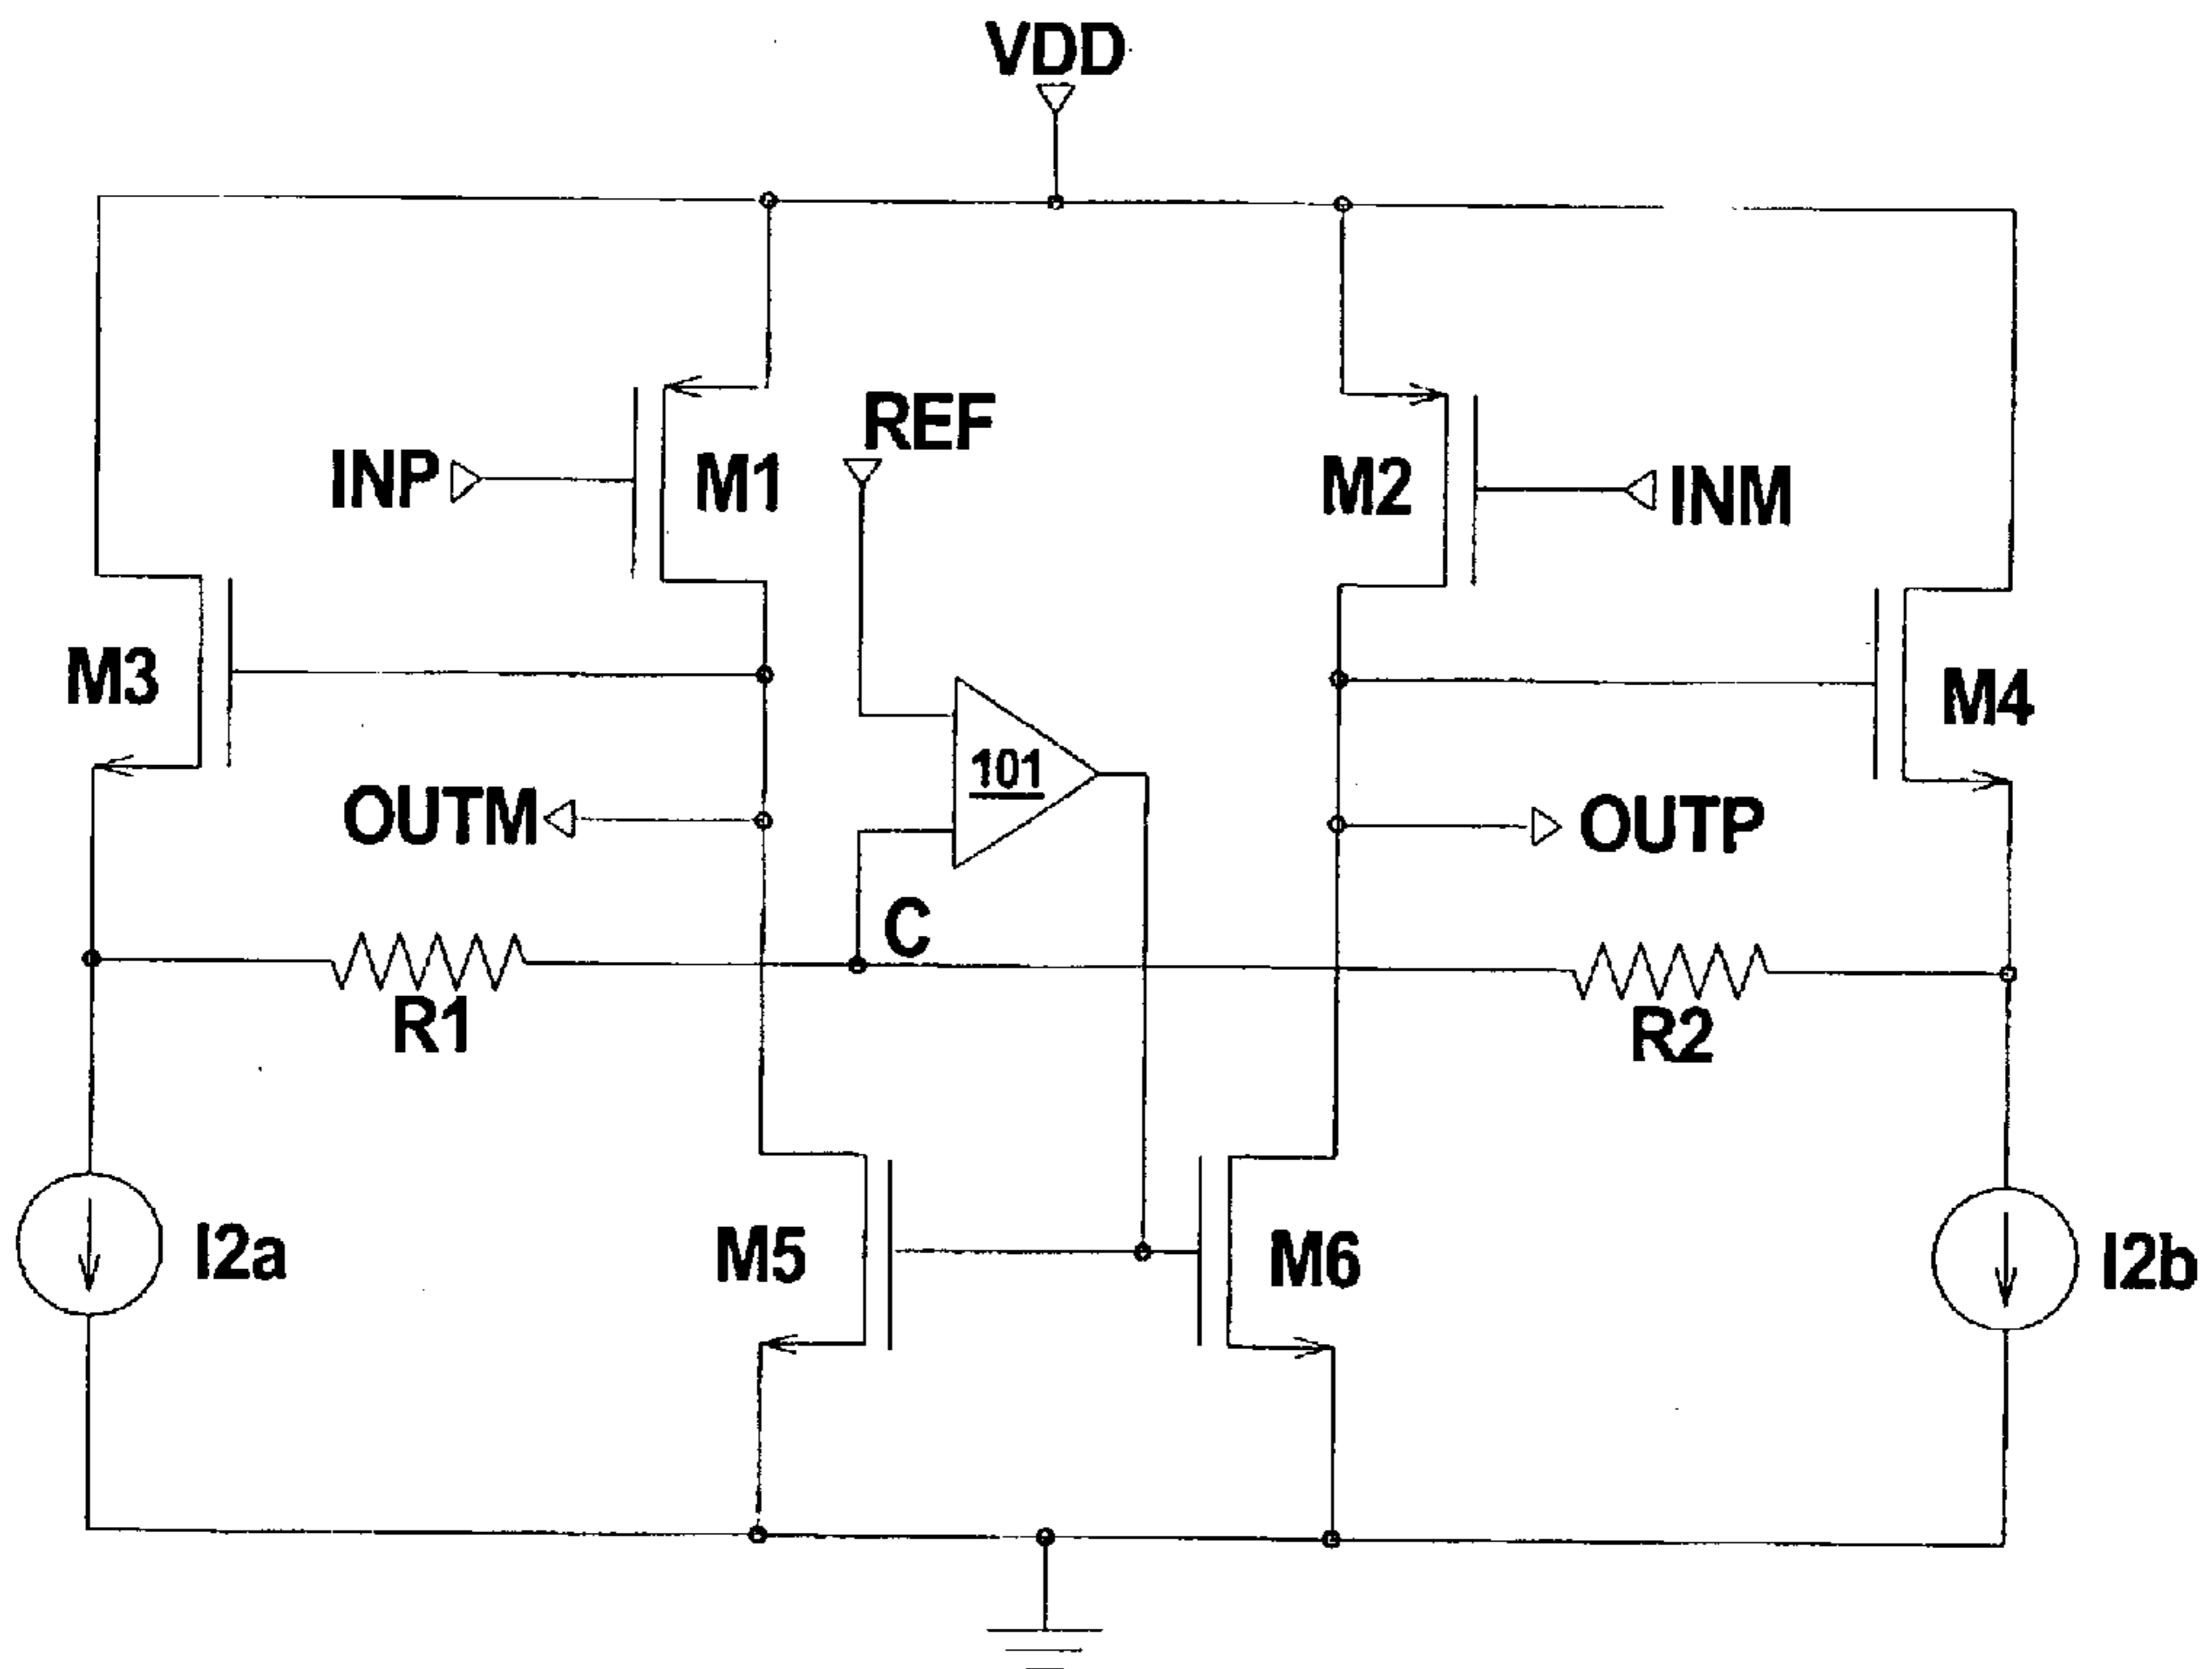 VDD
REF
INP
M1
M2
INM
M3
M4
101
OUTM
OUTP
C
R1
R2
I2a
M5
M6
I2b